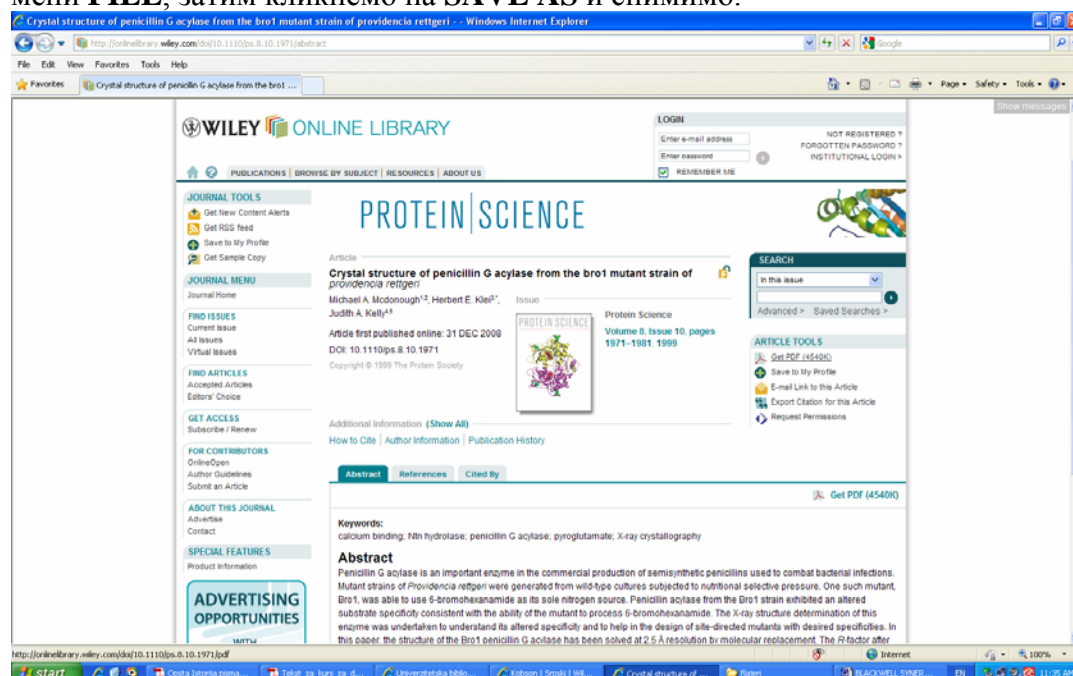 мени FILE, затим кликнемо на SAVE AS и снимимо.
Crystal structure of penicillin G acylase from the bro1 mutant strain of providencia rettgeri - - Windows Internet Explorer
http://onlinelibrary.wiley.com/doi/10.1110/ps.8.10.1971/abstract
Google
File Edit View Favorites Tools Help
Favorites
Crystal structure of penicillin G acylase from the bro1 ...
Page Safety Tools
Show messages
WILEY ONLINE LIBRARY
LOGIN
Enter e-mail address
Enter password
REMEMBER ME
NOT REGISTERED ?
FORGOTTEN PASSWORD ?
INSTITUTIONAL LOGIN >
PUBLICATIONS | BROWSE BY SUBJECT | RESOURCES | ABOUT US
JOURNAL TOOLS
Get New Content Alerts
Get RSS feed
Save to My Profile
Get Sample Copy
JOURNAL MENU
Journal Home
FIND ISSUES
Current Issue
All Issues
Virtual Issues
FIND ARTICLES
Accepted Articles
Editors' Choice
GET ACCESS
Subscribe / Renew
FOR CONTRIBUTORS
OnlineOpen
Author Guidelines
Submit an Article
ABOUT THIS JOURNAL
Advertise
Contact
SPECIAL FEATURES
Product Information
ADVERTISING
OPPORTUNITIES
WITH
PROTEIN|SCIENCE
Article
Crystal structure of penicillin G acylase from the bro1 mutant strain of
providencia rettgeri
Michael A. Mcdonough1,2, Herbert E. Klei3,*,
Judith A. Kelly4,5
Article first published online: 31 DEC 2008
DOI: 10.1110/ps.8.10.1971
Copyright © 1999 The Protein Society
Issue
PROTEIN SCIENCE
Protein Science
Volume 8, Issue 10, pages
1971–1981, 1999
Additional Information (Show All)
How to Cite | Author Information | Publication History
SEARCH
In this issue
Advanced > Saved Searches >
ARTICLE TOOLS
Get PDF (4540K)
Save to My Profile
E-mail Link to this Article
Export Citation for this Article
Request Permissions
Abstract References Cited By
Get PDF (4540K)
Keywords:
calcium binding; Ntn hydrolase; penicillin G acylase; pyroglutamate; X-ray crystallography
Abstract
Penicillin G acylase is an important enzyme in the commercial production of semisynthetic penicillins used to combat bacterial infections.
Mutant strains of Providencia rettgeri were generated from wild-type cultures subjected to nutritional selective pressure. One such mutant,
Bro1, was able to use 6-bromohexanamide as its sole nitrogen source. Penicillin acylase from the Bro1 strain exhibited an altered
substrate specificity consistent with the ability of the mutant to process 6-bromohexanamide. The X-ray structure determination of this
enzyme was undertaken to understand its altered specificity and to help in the design of site-directed mutants with desired specificities. In
this paper, the structure of the Bro1 penicillin G acylase has been solved at 2.5 Å resolution by molecular replacement. The R-factor after
http://onlinelibrary.wiley.com/doi/10.1110/ps.8.10.1971/pdf
Internet
100%
start
Opsta Istorija pisma...
Tekst_za_kurs_za_d...
Univerzitetska biblio...
Kobson | Srpski | Wil...
Crystal structure of ...
Radovi
BLACKWELL SYNER...
EN
11:35 AM